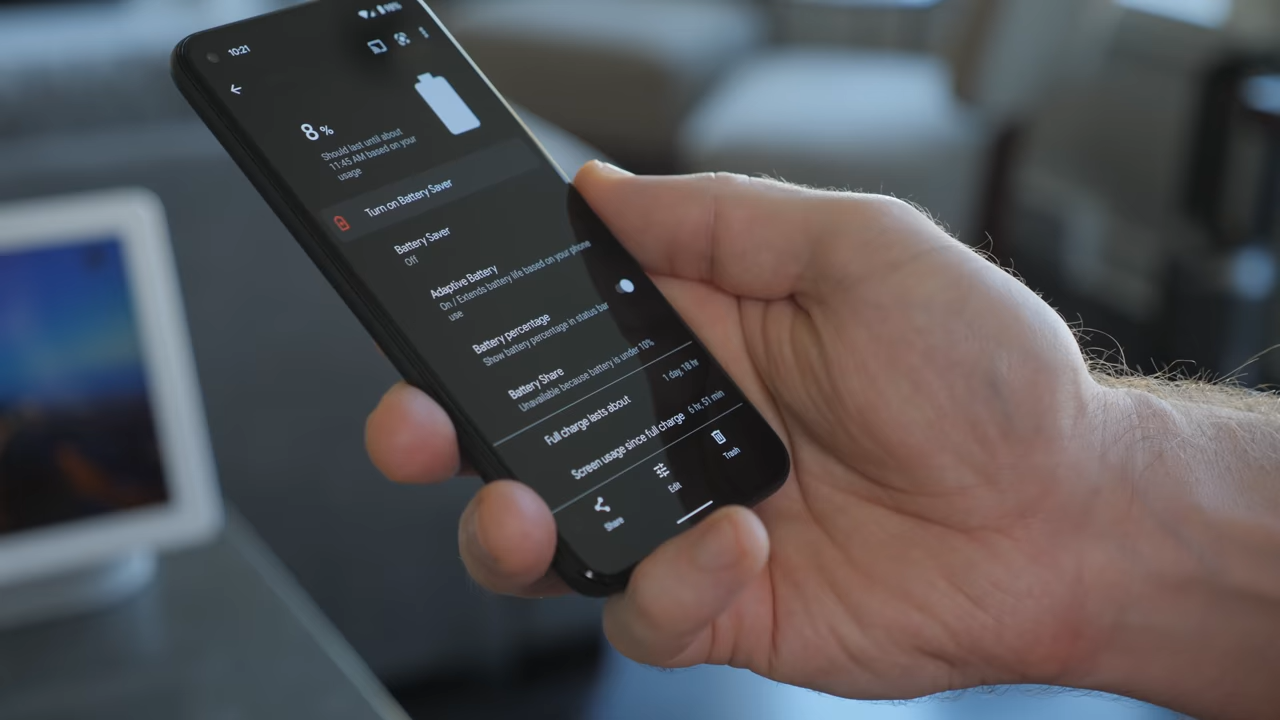 10:21
98%
8%
Should last until about
11:45 AM based on your
usage
Turn on Battery Saver
Battery Saver
Off
Adaptive Battery
On / Extends battery life based on your phone
use
Battery percentage
Show battery percentage in status bar
Battery Share
Unavailable because battery is under 10%
Full charge lasts about
1 day, 18 hr
Screen usage since full charge
6 hr, 51 min
Share
Edit
Trash